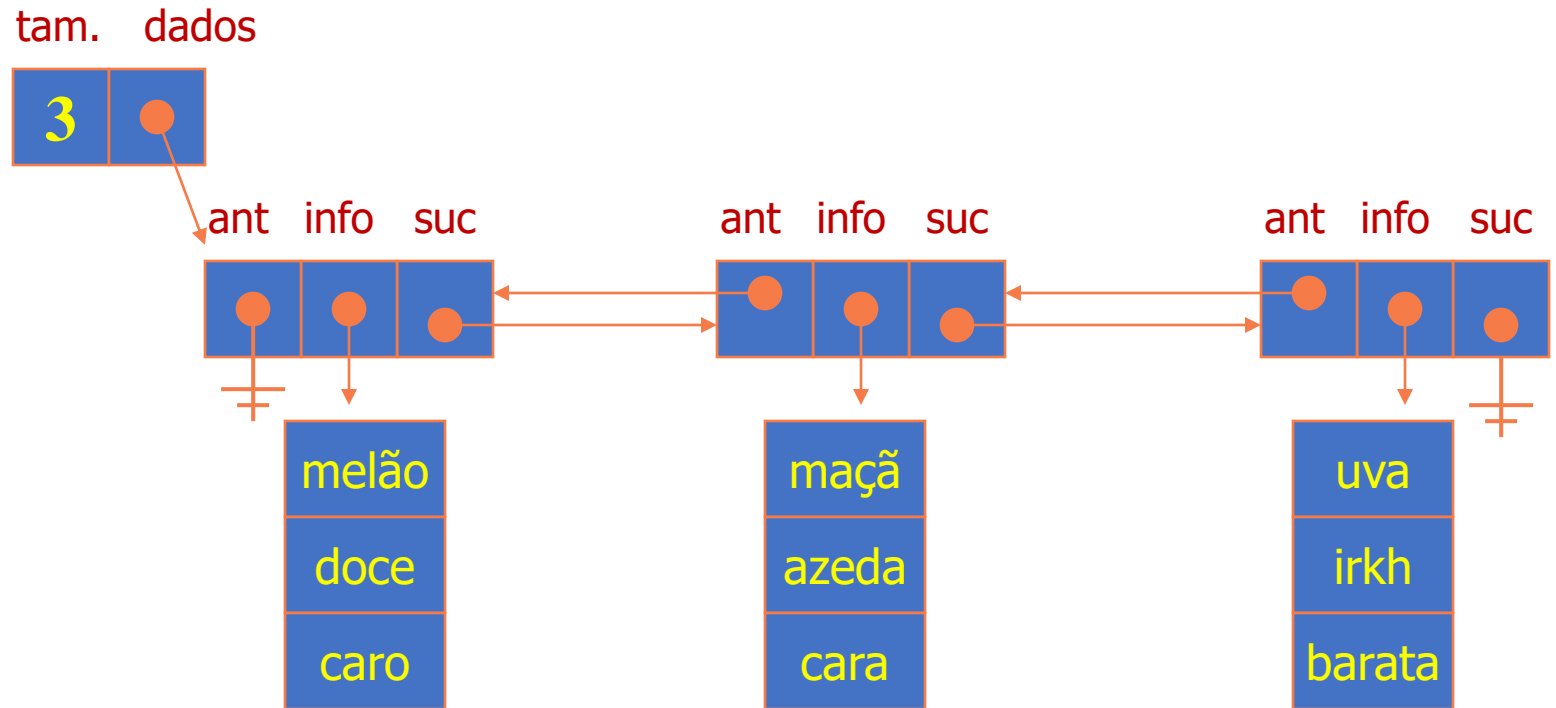 tam. dados
3
ant info suc ant info suc ant info suc
melão maçã uva
doce azeda irkh
caro cara barata